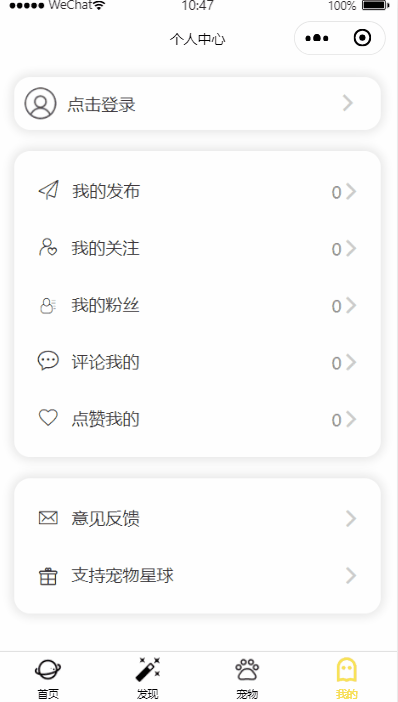 WeChat 10:47 100%
个人中心
点击登录
我的发布 0
我的关注 0
我的粉丝 0
评论我的 0
点赞我的 0
意见反馈
支持宠物星球
首页 发现 宠物 我的